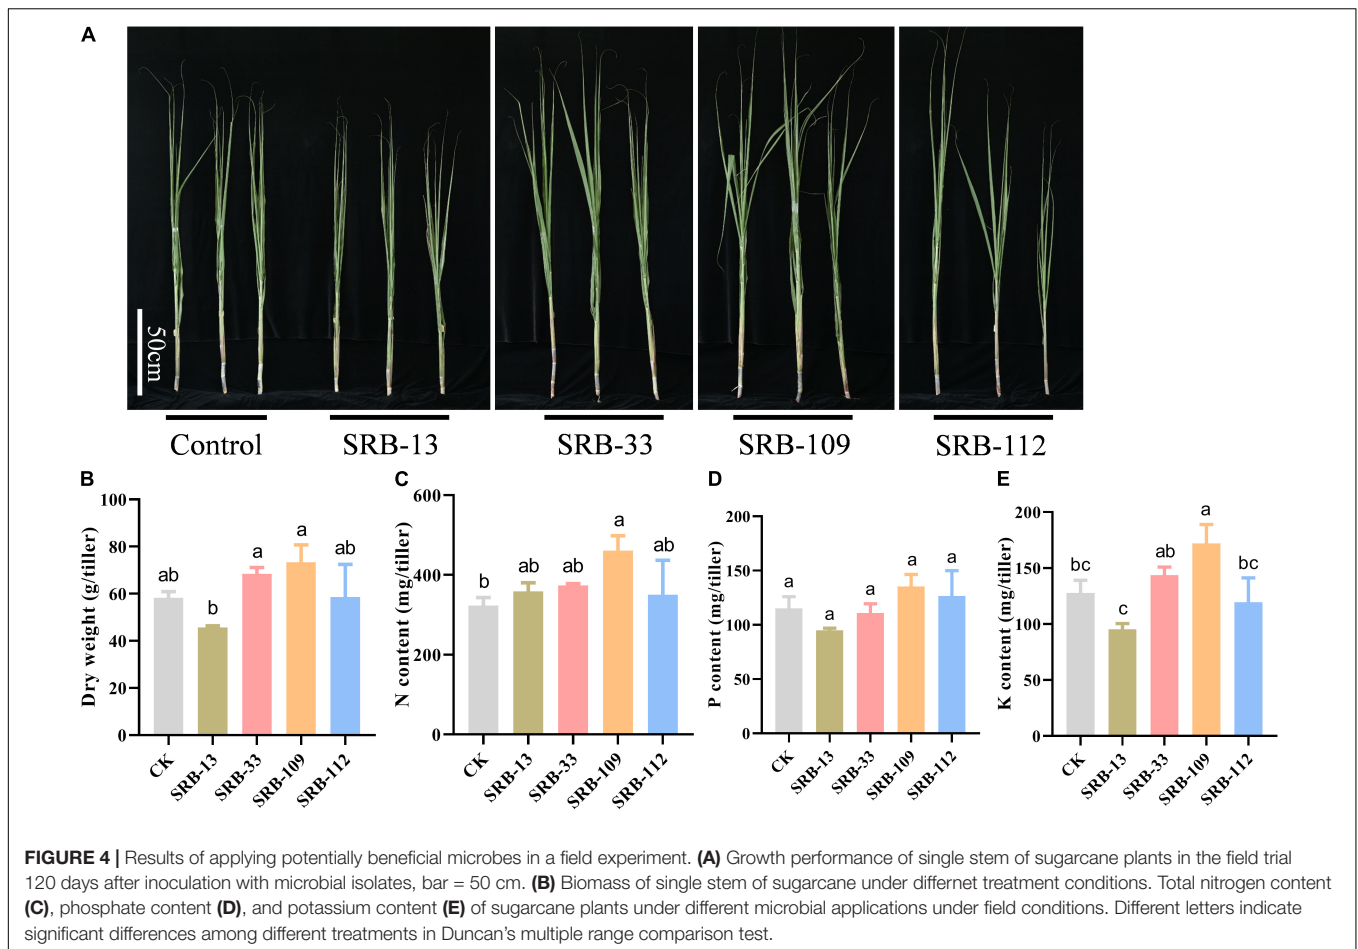 A
50cm
Control SRB-13 SRB-33 SRB-109 SRB-112
B
Dry weight (g/tiller)
100
80
60
40
20
0
ab
b
a
a
ab
CK
SRB-13
SRB-33
SRB-109
SRB-112
C
N content (mg/tiller)
600
400
200
0
b
ab
ab
a
ab
CK
SRB-13
SRB-33
SRB-109
SRB-112
D
P content (mg/tiller)
200
150
100
50
0
a
a
a
a
a
CK
SRB-13
SRB-33
SRB-109
SRB-112
E
K content (mg/tiller)
200
150
100
50
0
bc
c
ab
a
bc
CK
SRB-13
SRB-33
SRB-109
SRB-112
FIGURE 4 | Results of applying potentially beneficial microbes in a field experiment. (A) Growth performance of single stem of sugarcane plants in the field trial
120 days after inoculation with microbial isolates, bar = 50 cm. (B) Biomass of single stem of sugarcane under differnet treatment conditions. Total nitrogen content
(C), phosphate content (D), and potassium content (E) of sugarcane plants under different microbial applications under field conditions. Different letters indicate
significant differences among different treatments in Duncan's multiple range comparison test.